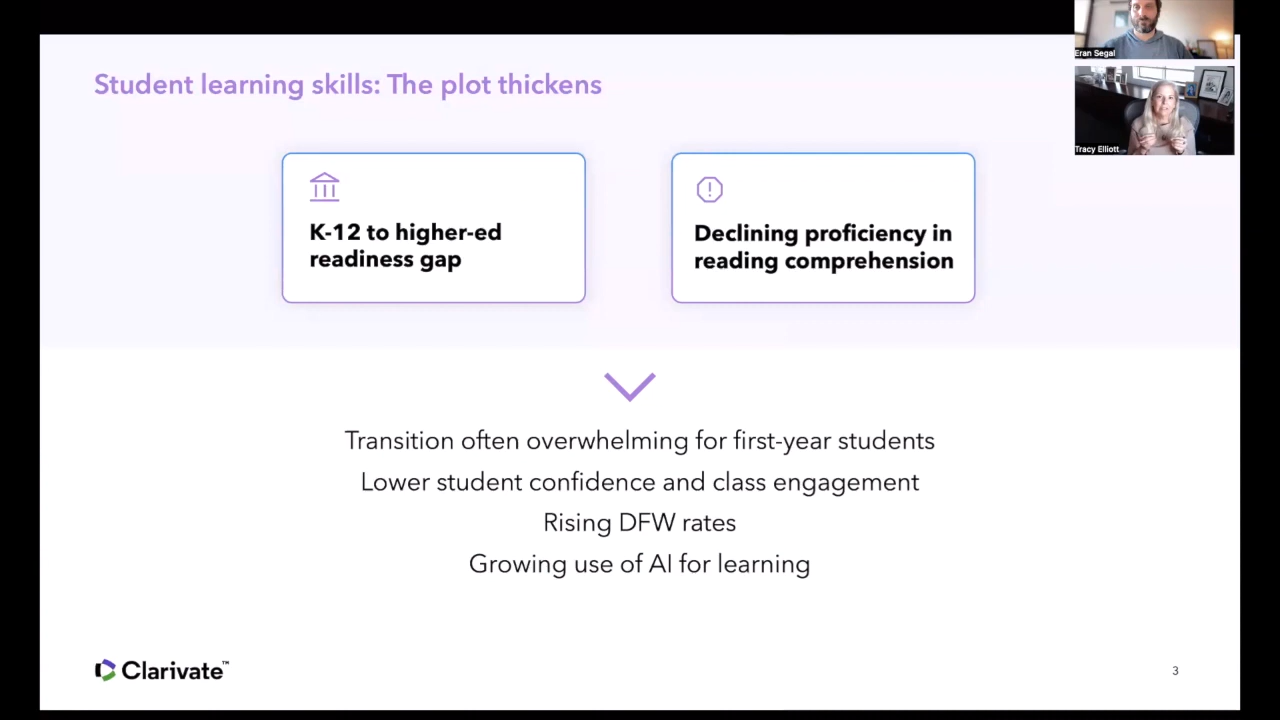 Eran Segal
Student learning skills: The plot thickens
Tracy Elliott
K-12 to higher-ed
readiness gap
Declining proficiency in
reading comprehension
Transition often overwhelming for first-year students
Lower student confidence and class engagement
Rising DFW rates
Growing use of AI for learning
Clarivate™
3